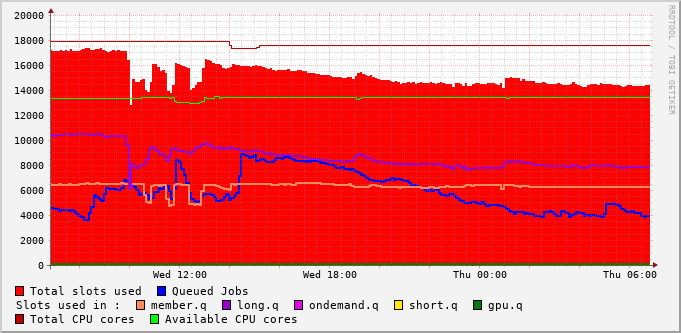 20000
18000
16000
14000
12000
10000
8000
6000
4000
2000
0
Wed 12:00 Wed 18:00 Thu 00:00 Thu 06:00
Total slots used Queued Jobs
Slots used in : member.q long.q ondemand.q short.q gpu.q
Total CPU cores Available CPU cores
RRDTOOL / TOBI OETIKER